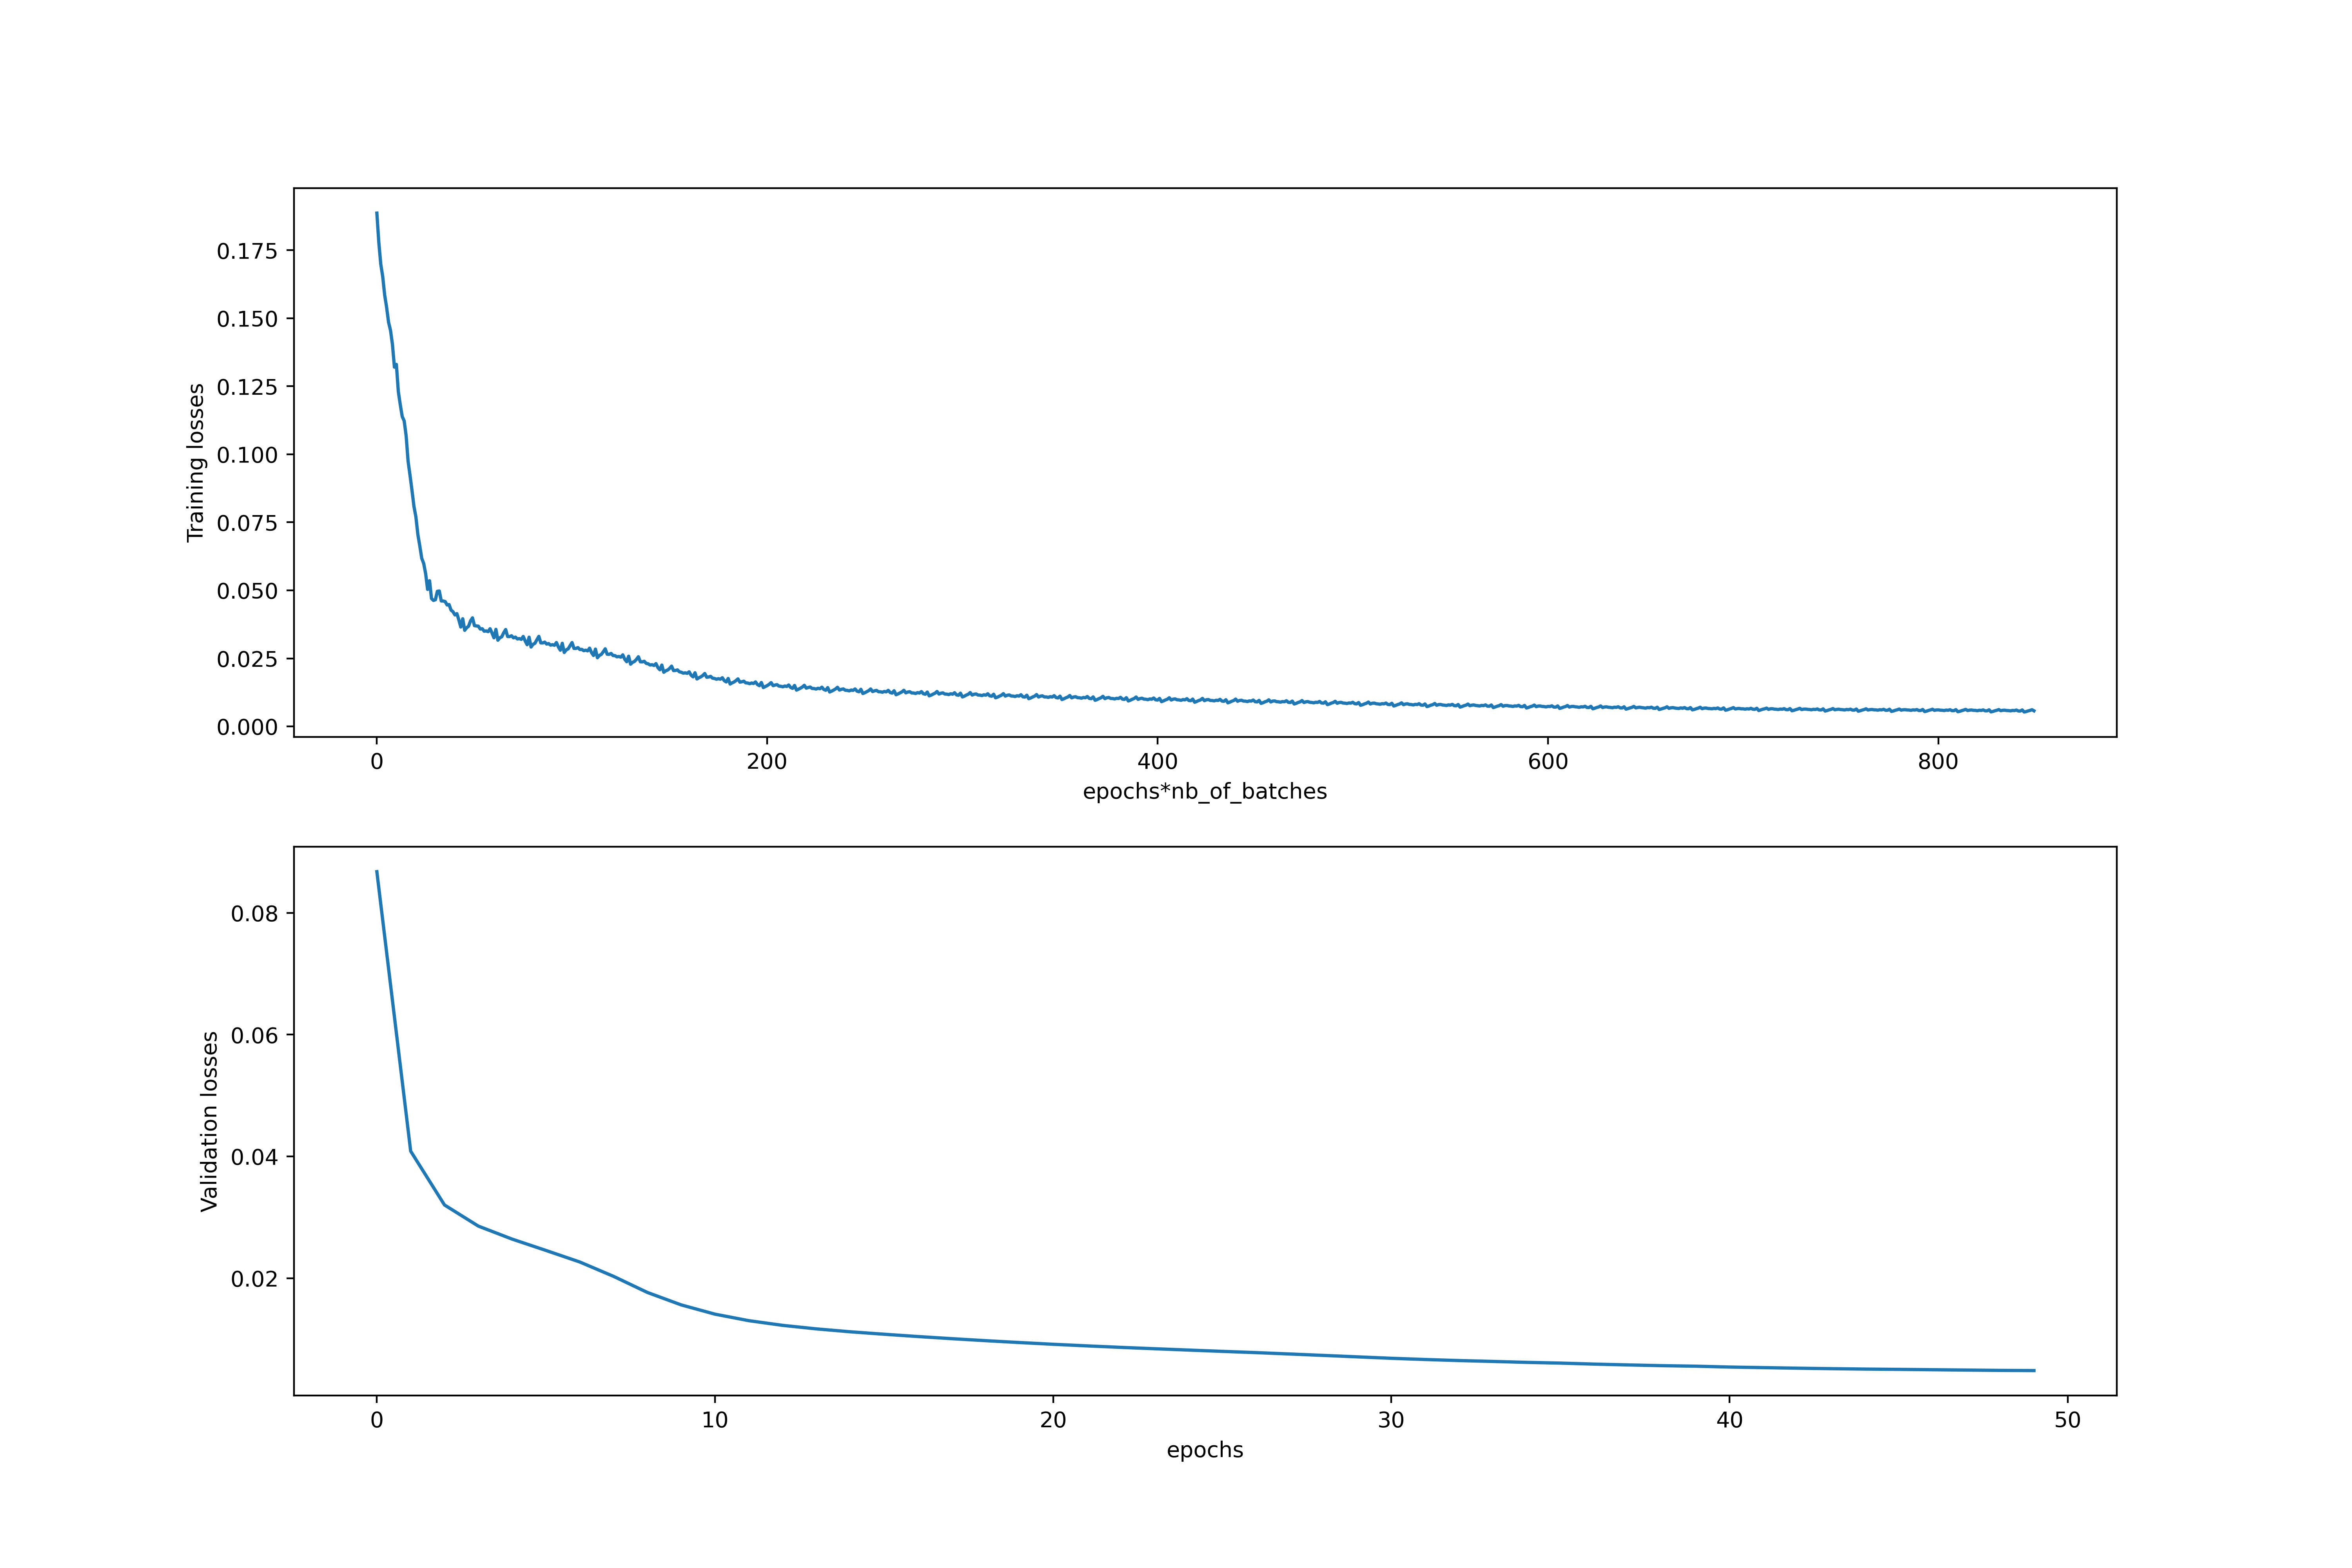 0.175
0.150
0.125
0.100
0.075
0.050
0.025
0.000
Training losses
0 200 400 600 800
epochs*nb_of_batches
0.08
0.06
0.04
0.02
Validation losses
0 10 20 30 40 50
epochs